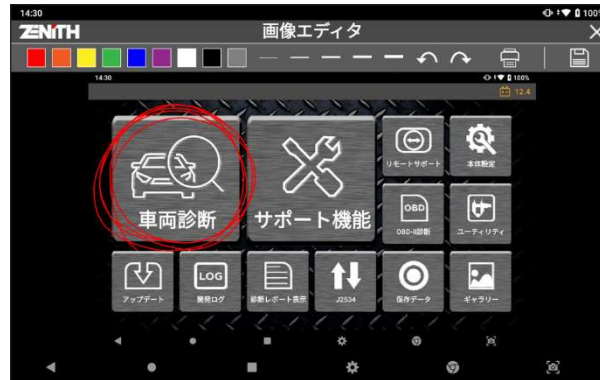 14:30
100%
ZENITH
画像エディタ
14:30
100%
12.4
車両診断
サポート機能
リモートサポート
本体設定
OBD
OBD-II診断
ユーティリティ
アップデート
LOG
開発ログ
診断レポート表示
J2534
保存データ
ギャラリー